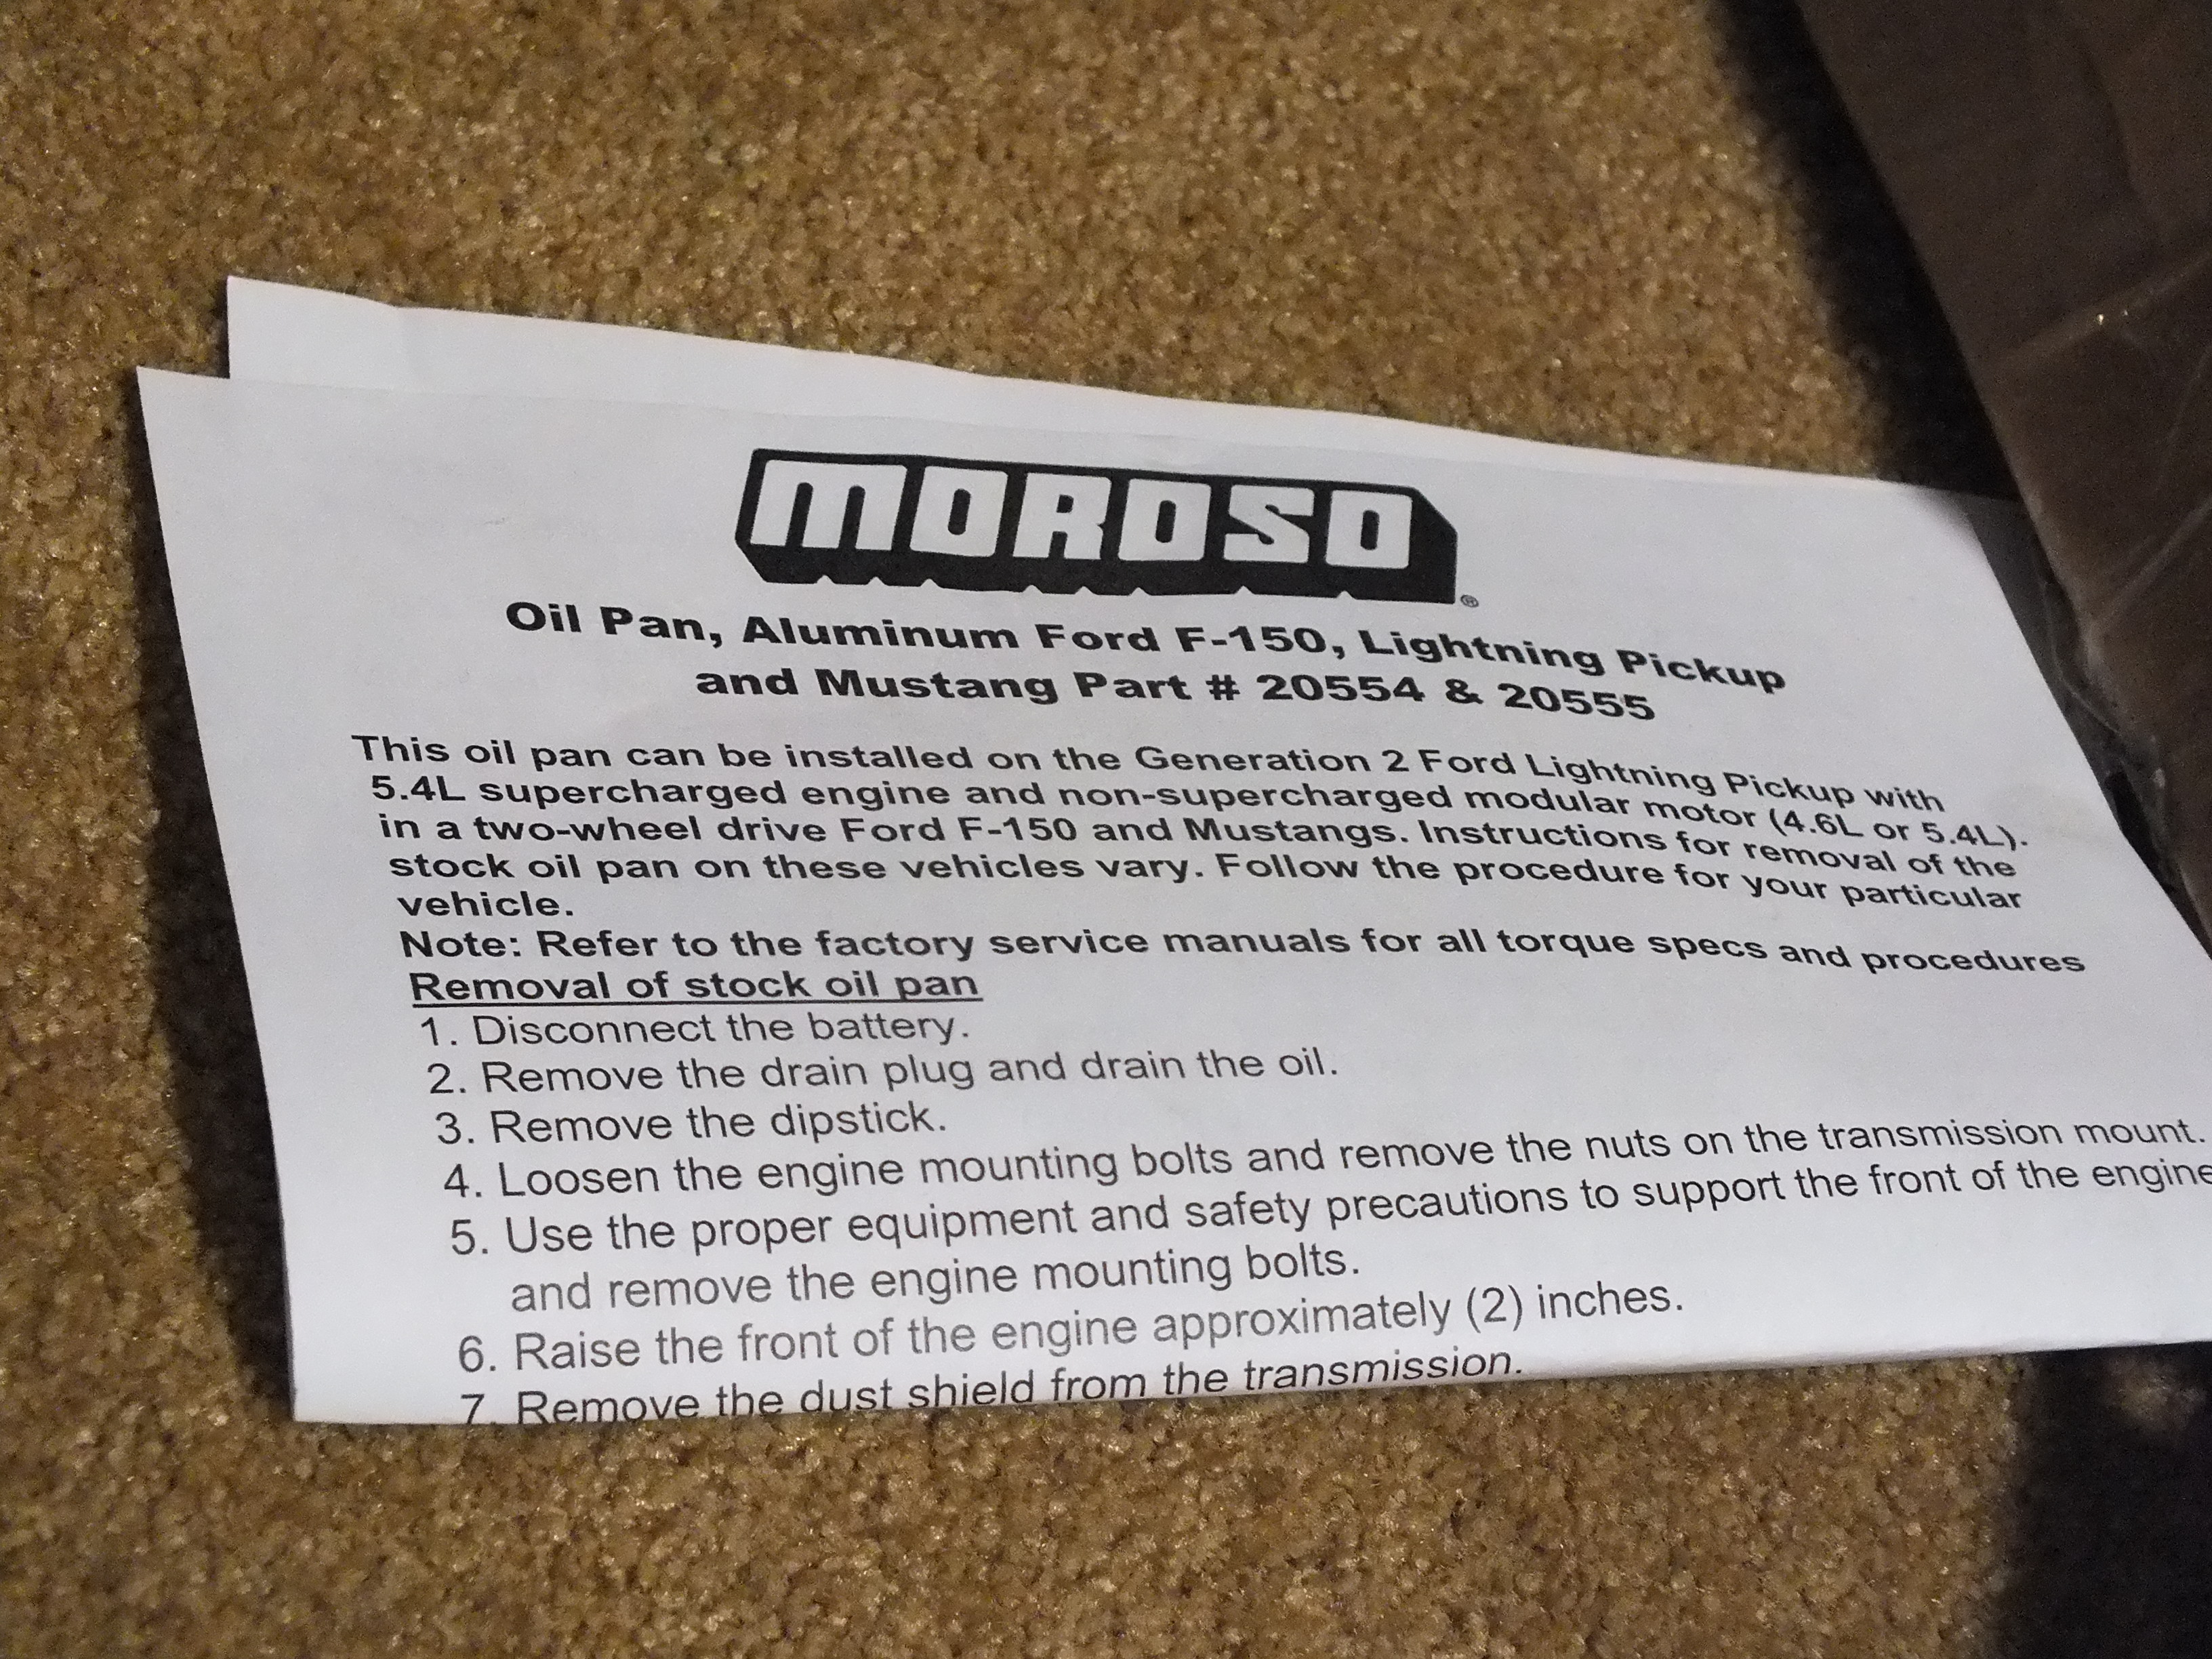 MOROSO®
Oil Pan, Aluminum Ford F-150, Lightning Pickup
and Mustang Part # 20554 & 20555
This oil pan can be installed on the Generation 2 Ford Lightning Pickup with
5.4L supercharged engine and non-supercharged modular motor (4.6L or 5.4L).
in a two-wheel drive Ford F-150 and Mustangs. Instructions for removal of the
stock oil pan on these vehicles vary. Follow the procedure for your particular
vehicle.
Note: Refer to the factory service manuals for all torque specs and procedures
Removal of stock oil pan
1. Disconnect the battery.
2. Remove the drain plug and drain the oil.
3. Remove the dipstick.
4. Loosen the engine mounting bolts and remove the nuts on the transmission mount.
5. Use the proper equipment and safety precautions to support the front of the engine
and remove the engine mounting bolts.
6. Raise the front of the engine approximately (2) inches.
7. Remove the dust shield from the transmission.